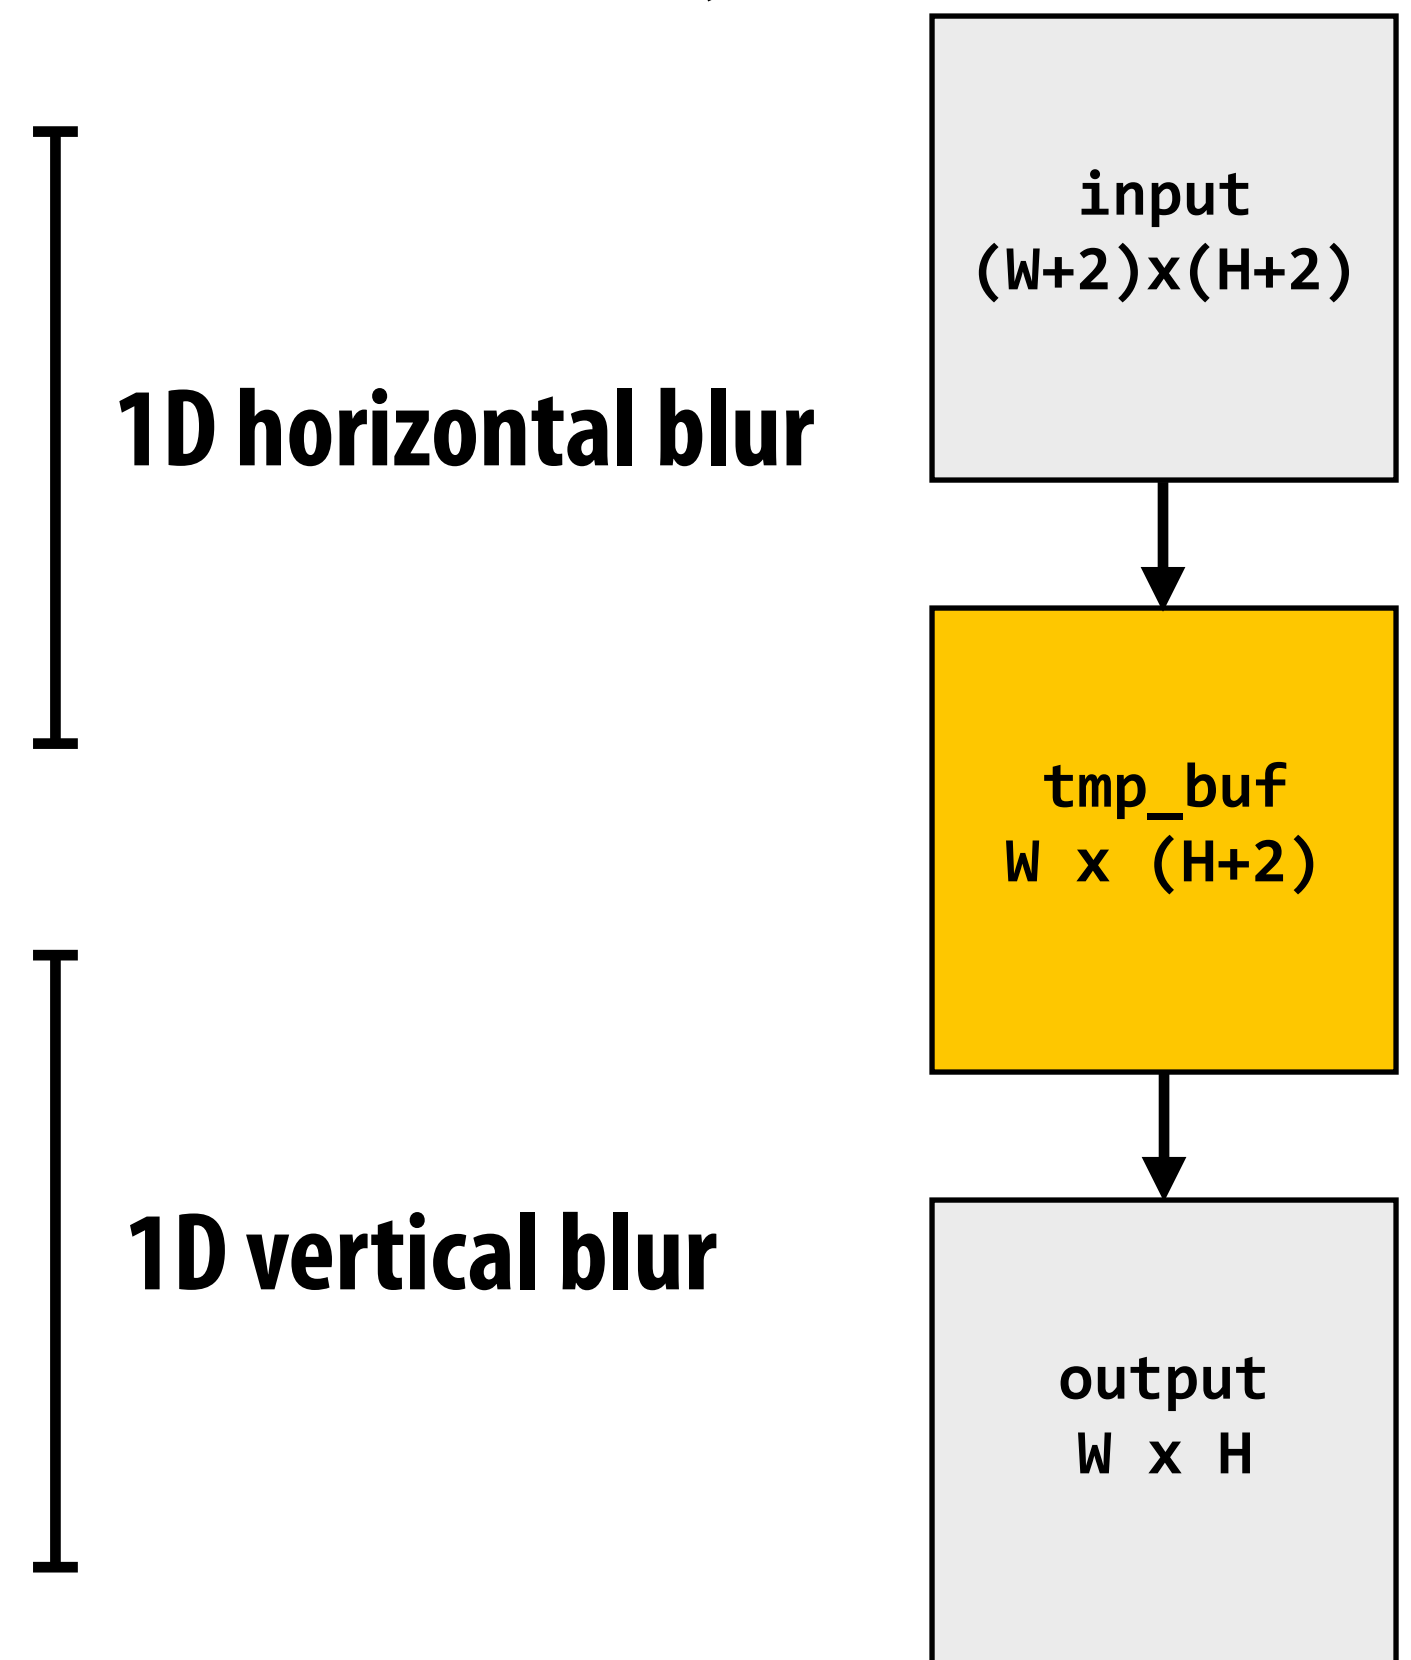 input
(W+2)x(H+2)
1D horizontal blur
tmp_buf
W x (H+2)
1D vertical blur
output
W x H